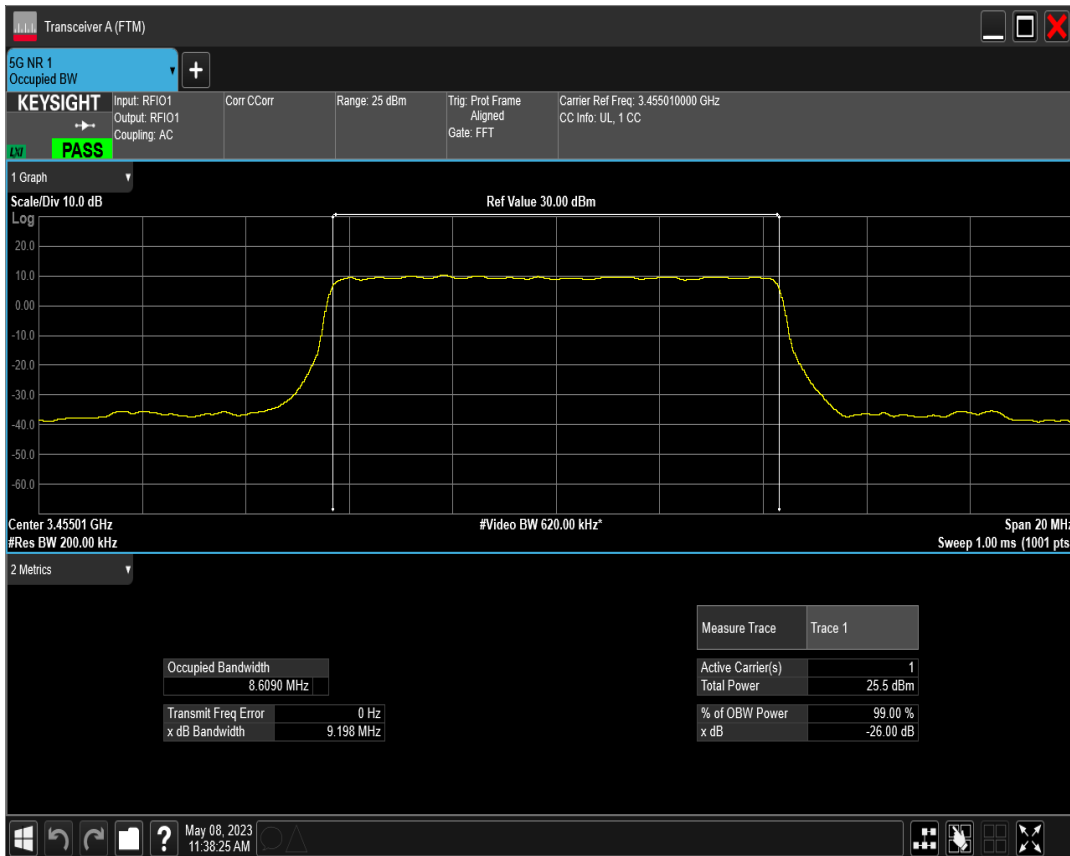 Transceiver A (FTM)
5G NR 1
Occupied BW
+
KEYSIGHT
LXI
PASS
Input: RFIO1
Output: RFIO1
Coupling: AC
Corr CCorr
Range: 25 dBm
Trig: Prot Frame
Aligned
Gate: FFT
Carrier Ref Freq: 3.455010000 GHz
CC Info: UL, 1 CC
1 Graph
Scale/Div 10.0 dB
Ref Value 30.00 dBm
Log
20.0
10.0
0.00
-10.0
-20.0
-30.0
-40.0
-50.0
-60.0
Center 3.45501 GHz
#Video BW 620.00 kHz*
Span 20 MHz
#Res BW 200.00 kHz
Sweep 1.00 ms (1001 pts
2 Metrics
Measure Trace Trace 1
Occupied Bandwidth
8.6090 MHz
Active Carrier(s) 1
Total Power 25.5 dBm
Transmit Freq Error 0 Hz
x dB Bandwidth 9.198 MHz
% of OBW Power 99.00 %
x dB -26.00 dB
?
May 08, 2023
11:38:25 AM